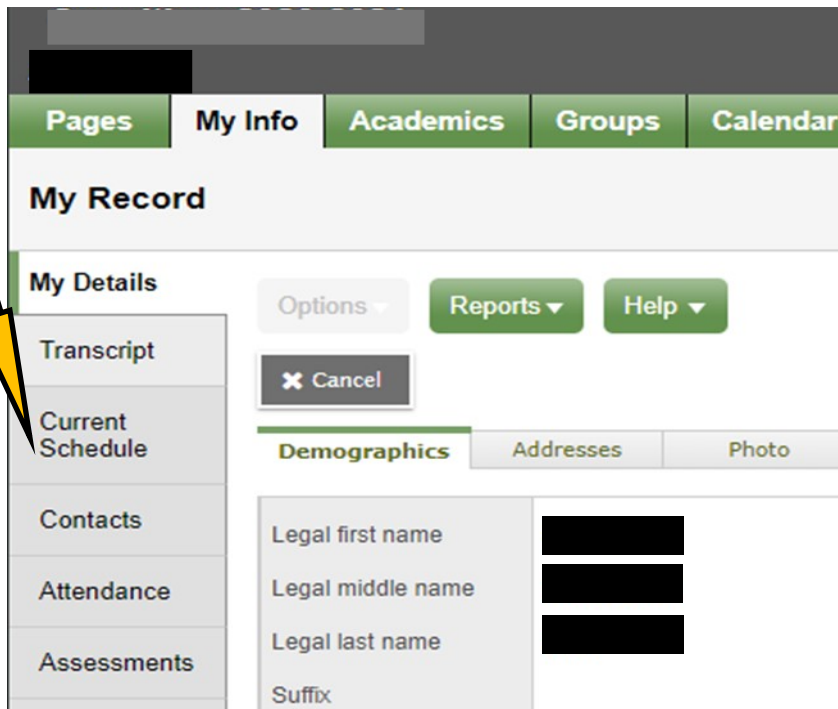 Pages
My Info
Academics
Groups
Calendar
My Record
My Details
Transcript
Current
Schedule
Contacts
Attendance
Assessments
Options
Reports
Help
Cancel
Demographics
Addresses
Photo
Legal first name
Legal middle name
Legal last name
Suffix